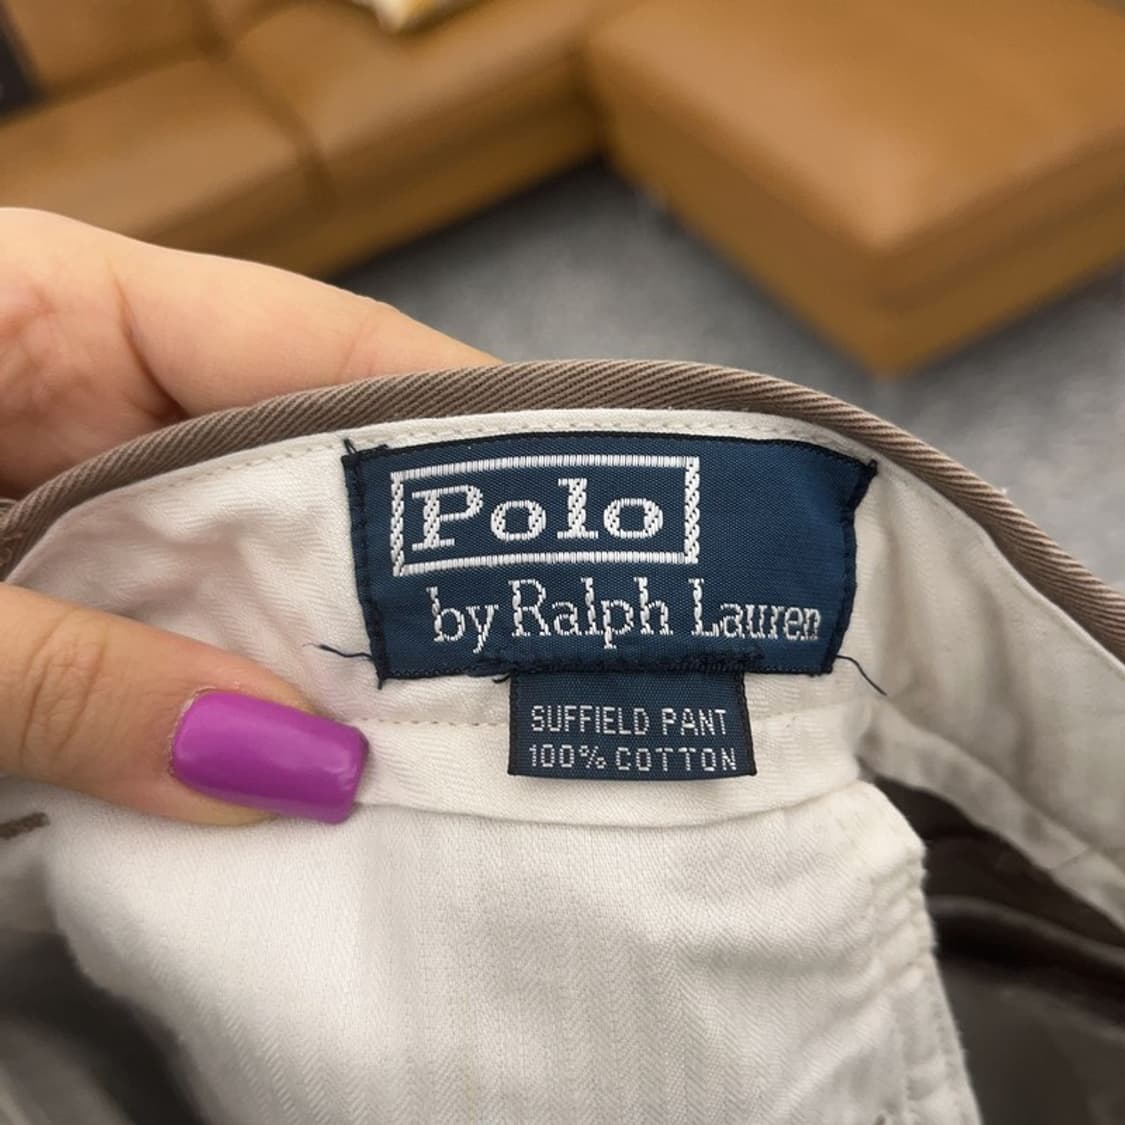 Polo
by Ralph Lauren
SUFFIELD PANT
100% COTTON